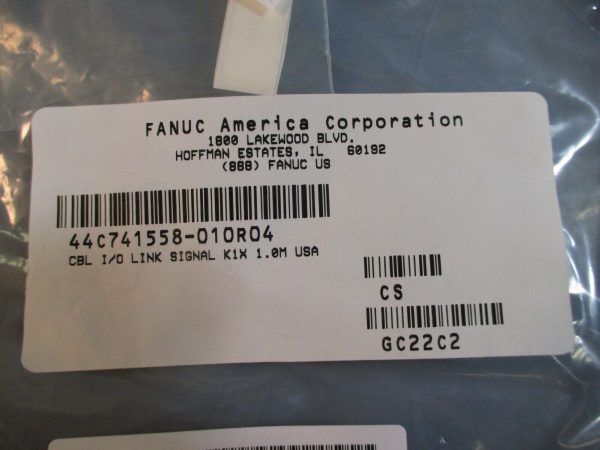 FANUC America Corporation
1800 LAKEWOOD BLVD.
HOFFMAN ESTATES, IL 60192
(888) FANUC US
44C741558-010R04
CBL I/O LINK SIGNAL K1X 1.0M USA
CS
GC22C2